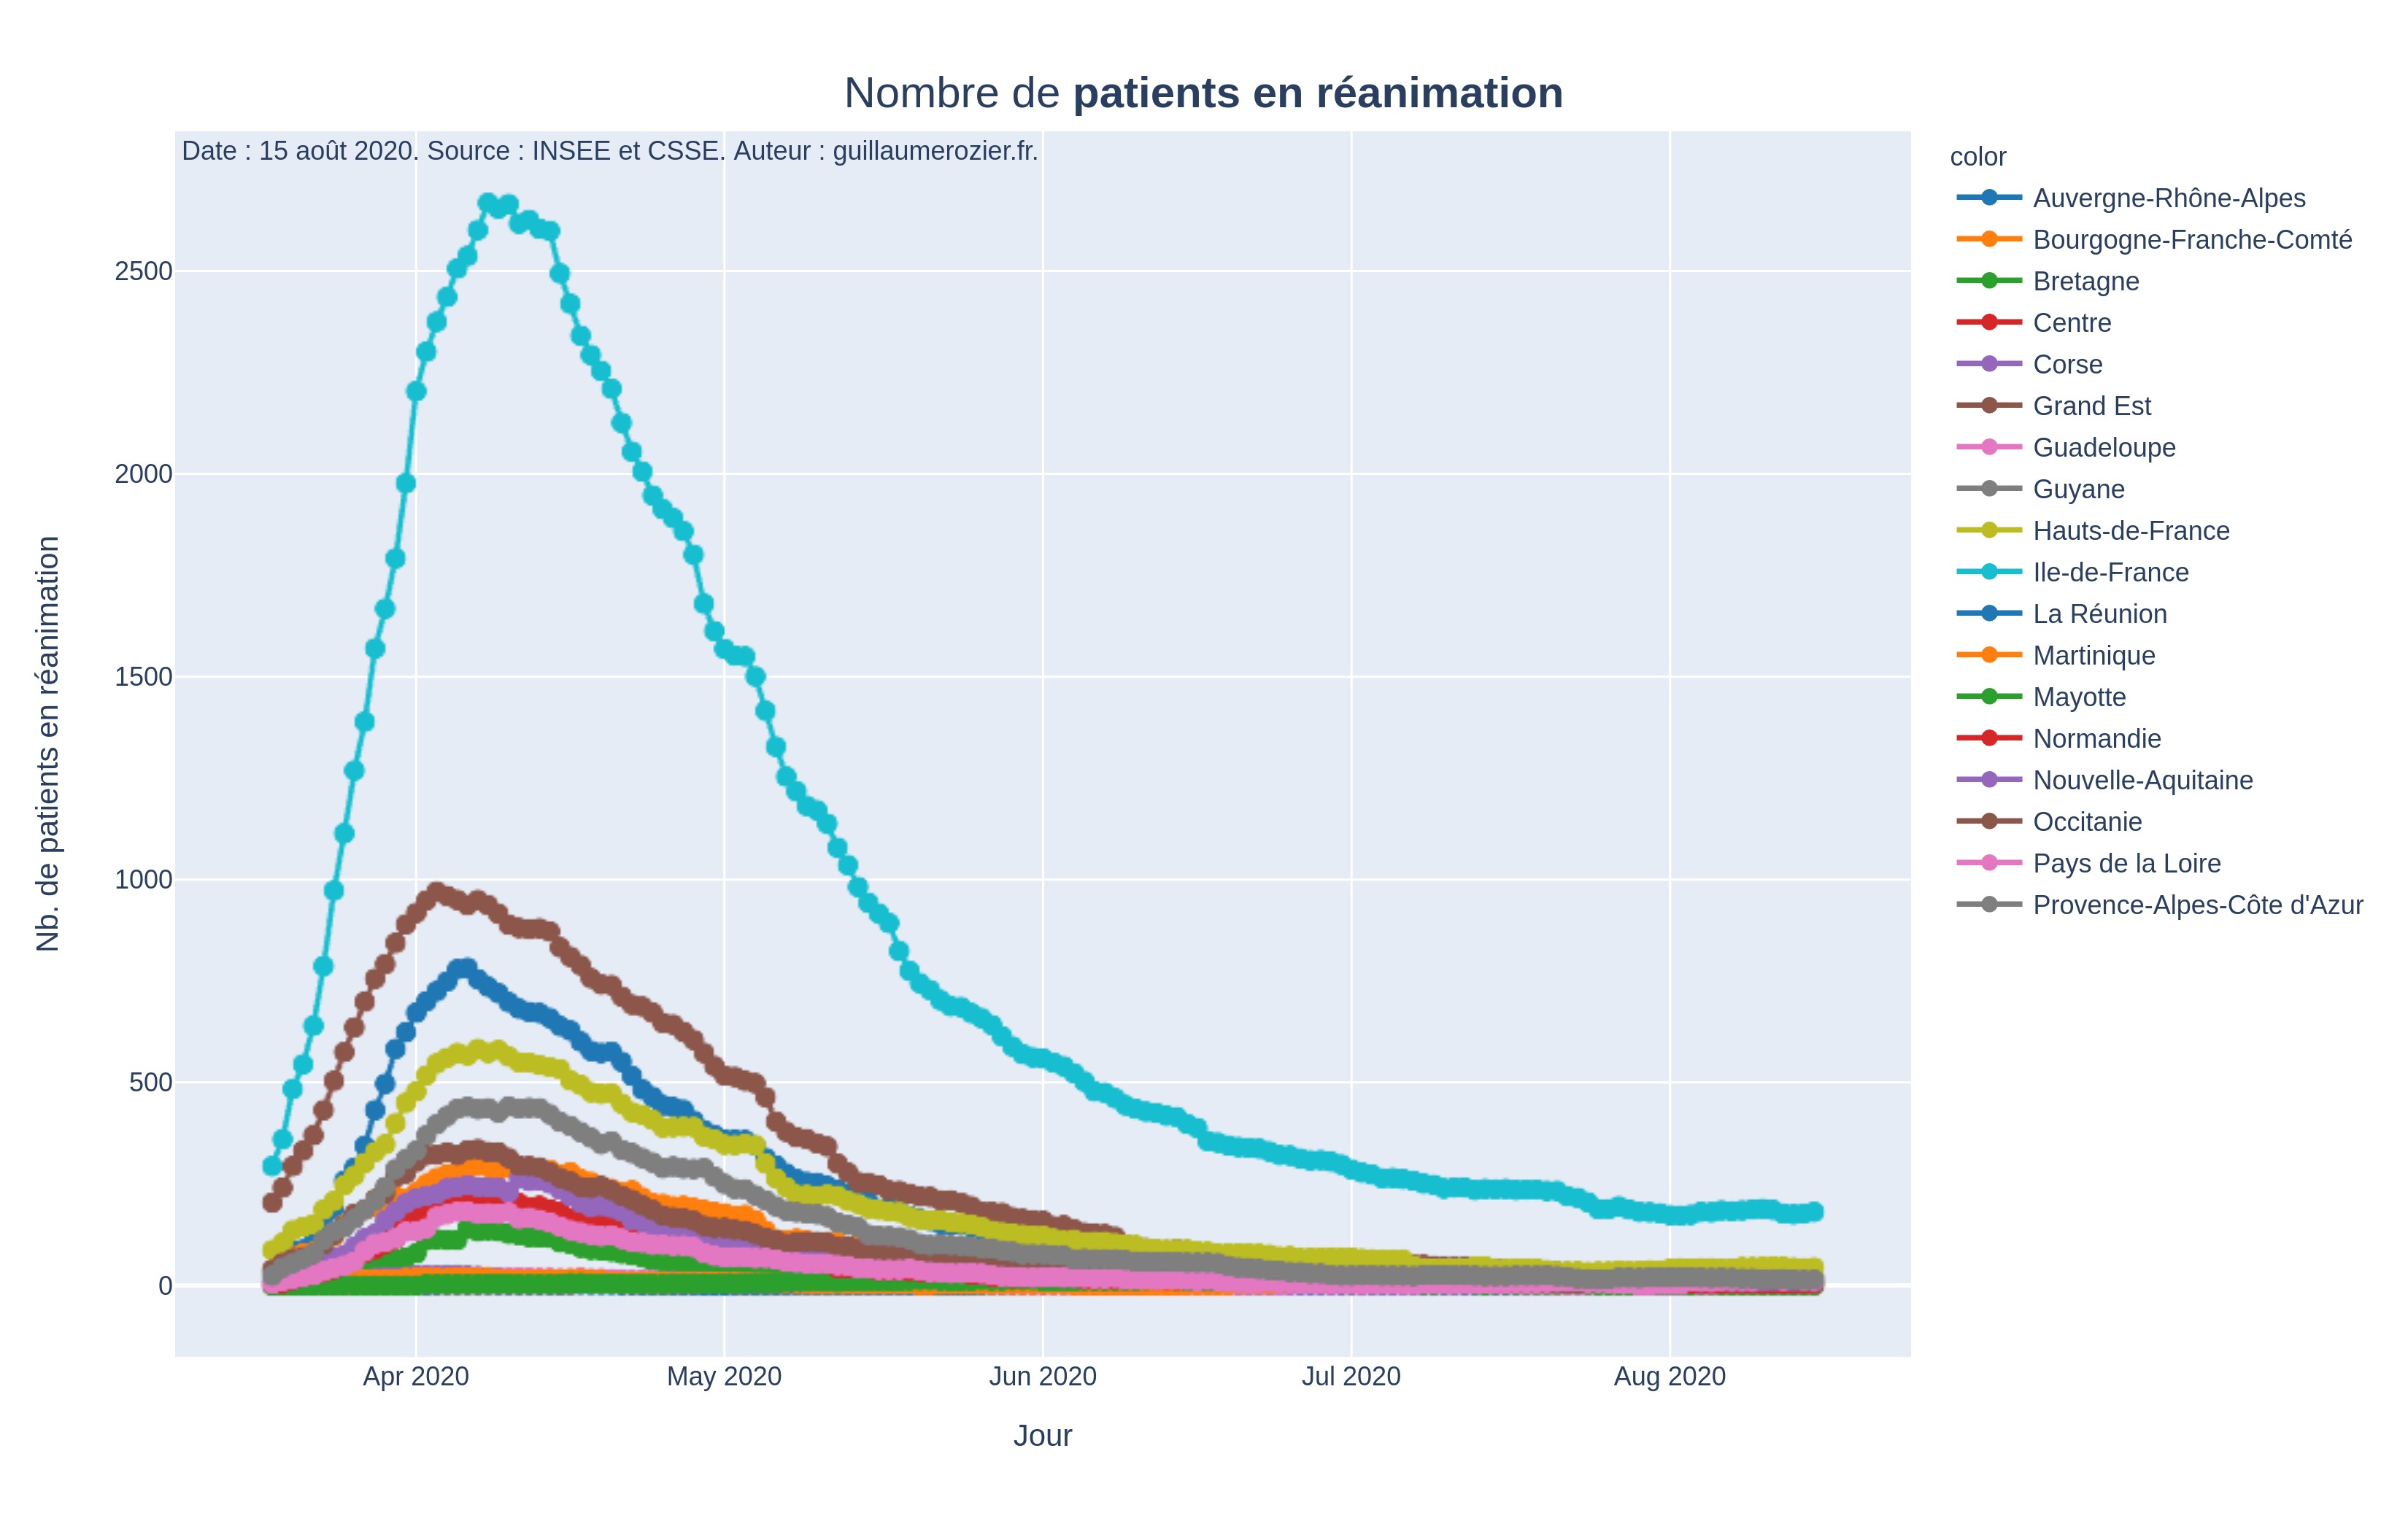 Nombre de patients en réanimation
Date : 15 août 2020. Source : INSEE et CSSE. Auteur : guillaumerozier.fr.
color
Auvergne-Rhône-Alpes
Bourgogne-Franche-Comté
Bretagne
Centre
Corse
Grand Est
Guadeloupe
Guyane
Hauts-de-France
Ile-de-France
La Réunion
Martinique
Mayotte
Normandie
Nouvelle-Aquitaine
Occitanie
Pays de la Loire
Provence-Alpes-Côte d'Azur
Nb. de patients en réanimation
2500
2000
1500
1000
500
0
Apr 2020 May 2020 Jun 2020 Jul 2020 Aug 2020
Jour